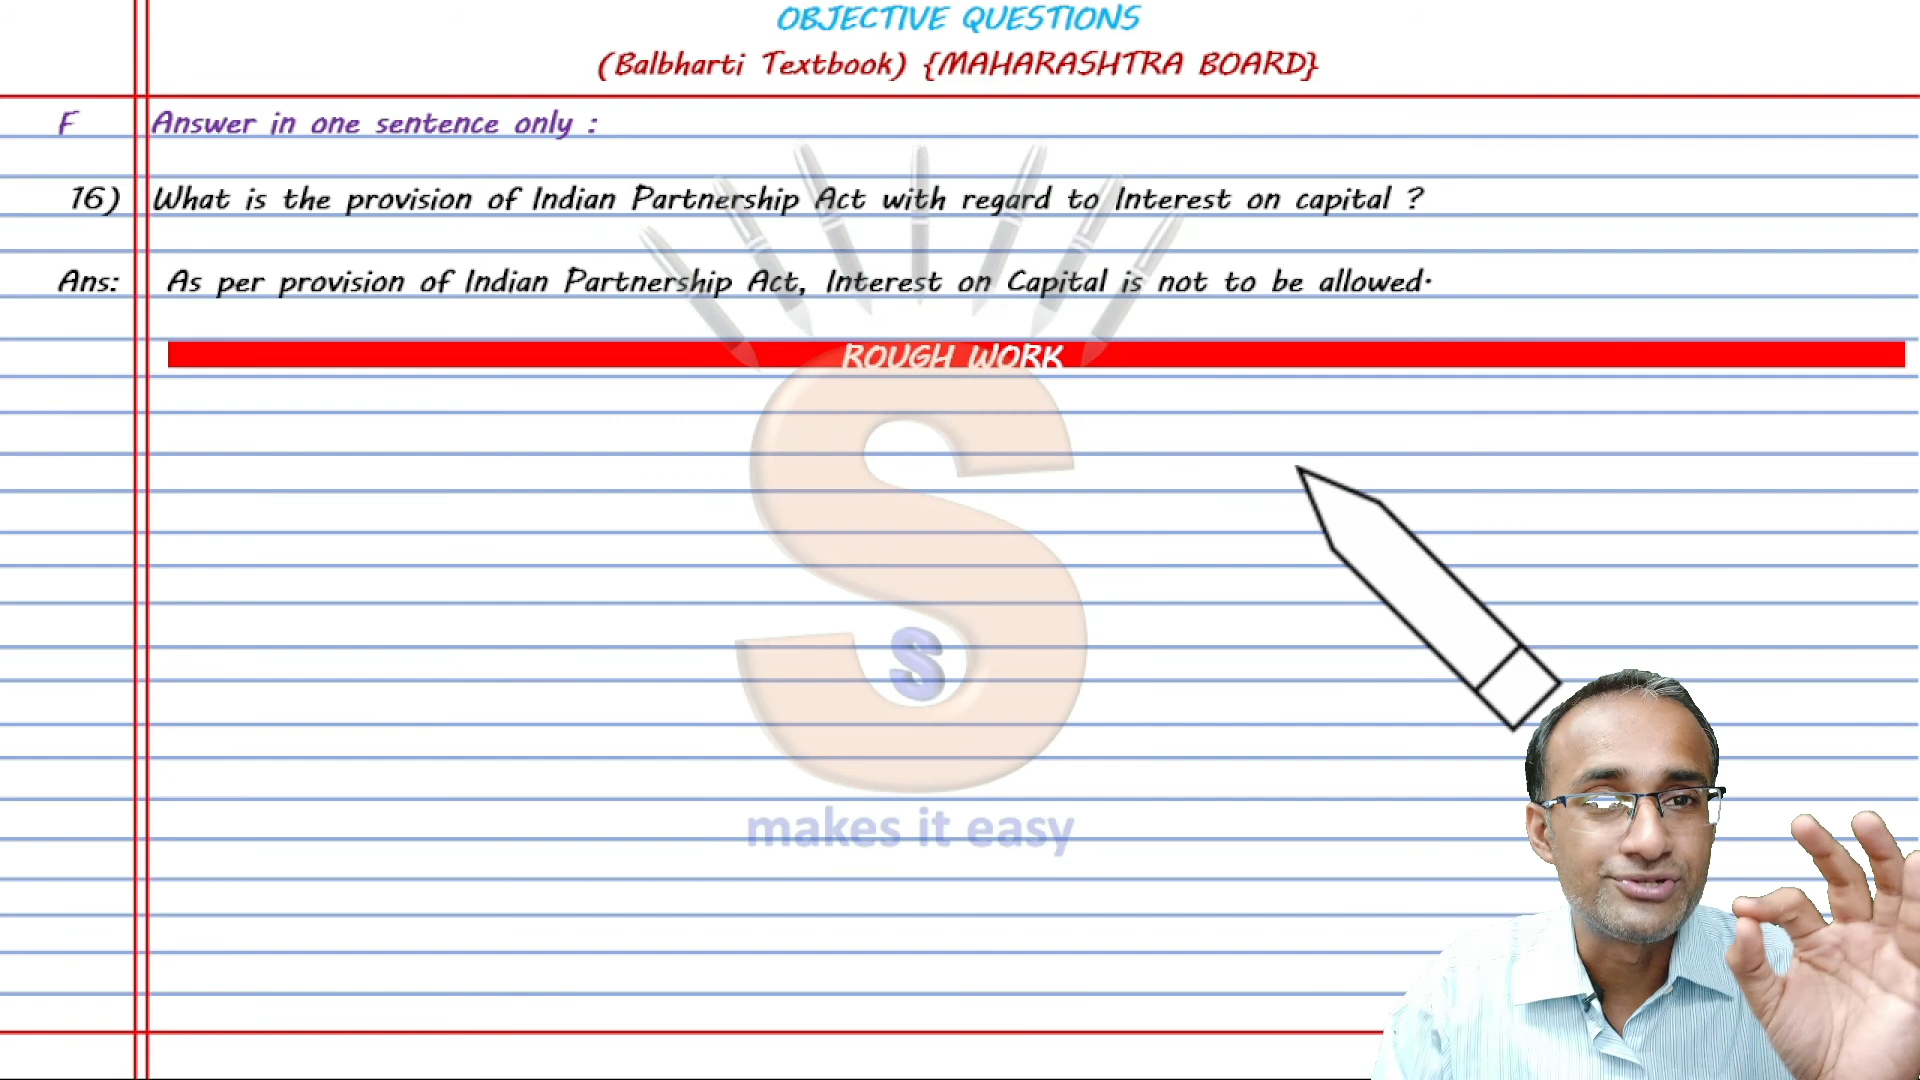 OBJECTIVE QUESTIONS
(Balbharti Textbook) {MAHARASHTRA BOARD}
F Answer in one sentence only :
16) What is the provision of Indian Partnership Act with regard to Interest on capital ?
Ans: As per provision of Indian Partnership Act, Interest on Capital is not to be allowed.
ROUGH WORK
S
S
makes it easy